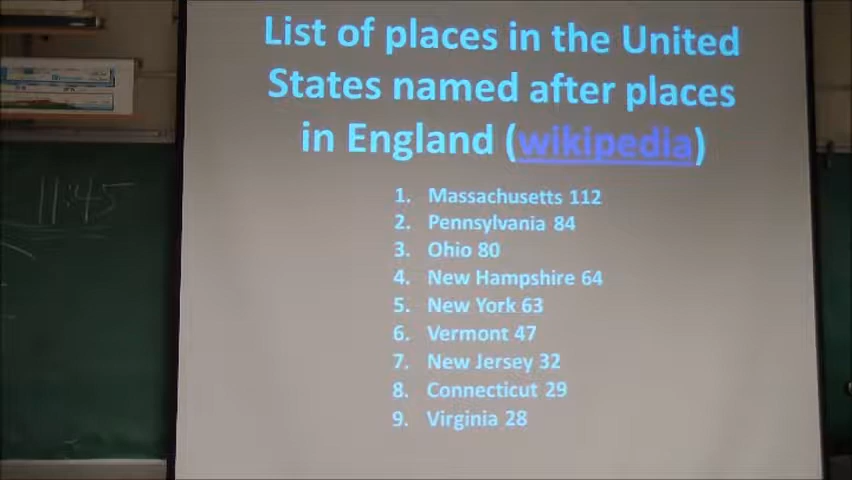 List of places in the United
States named after places
in England (wikipedia)
1. Massachusetts 112
2. Pennsylvania 84
3. Ohio 80
4. New Hampshire 64
5. New York 63
6. Vermont 47
7. New Jersey 32
8. Connecticut 29
9. Virginia 28
11:45